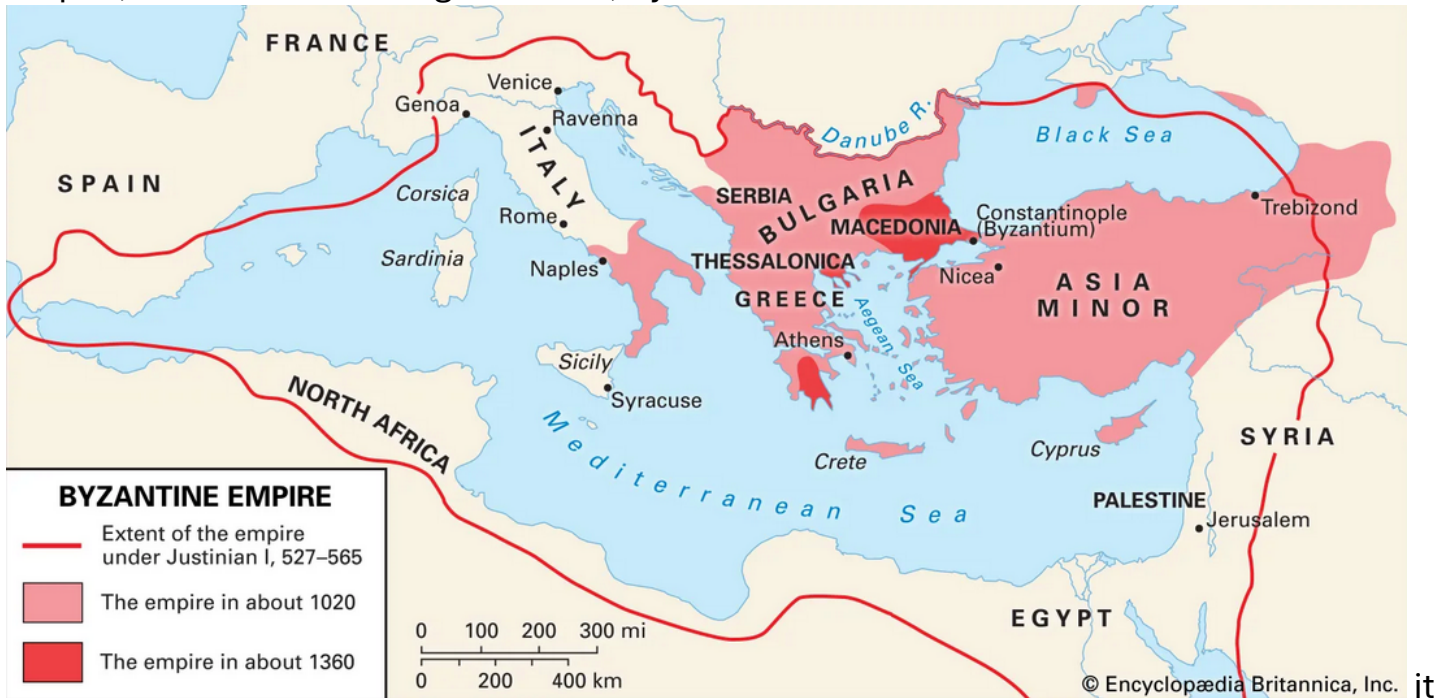 FRANCE
Venice
Genoa
Ravenna
ITALY
Danube R.
Black Sea
SPAIN
Corsica
SERBIA
BULGARIA
Rome
MACEDONIA
Constantinople
(Byzantium)
Trebizond
Sardinia
Naples
THESSALONICA
Nicea
ASIA
MINOR
GREECE
Aegean Sea
Athens
Sicily
Syracuse
NORTH AFRICA
Mediterranean Sea
Crete
Cyprus
SYRIA
PALESTINE
Jerusalem
EGYPT
BYZANTINE EMPIRE
Extent of the empire
under Justinian I, 527–565
The empire in about 1020
The empire in about 1360
0 100 200 300 mi
0 200 400 km
© Encyclopædia Britannica, Inc.
it